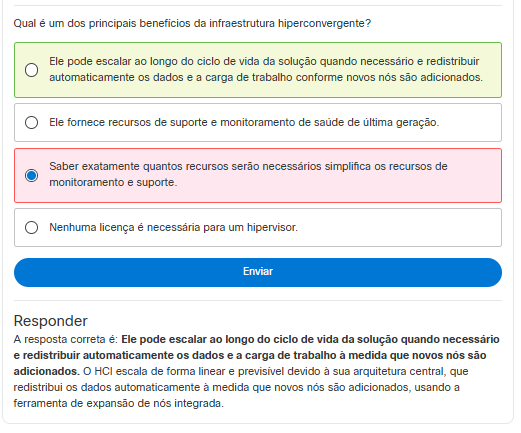 Qual é um dos principais benefícios da infraestrutura hiperconvergente?
Ele pode escalar ao longo do ciclo de vida da solução quando necessário e redistribuir
automaticamente os dados e a carga de trabalho conforme novos nós são adicionados.
Ele fornece recursos de suporte e monitoramento de saúde de última geração.
Saber exatamente quantos recursos serão necessários simplifica os recursos de
monitoramento e suporte.
Nenhuma licença é necessária para um hipervisor.
Enviar
Responder
A resposta correta é: Ele pode escalar ao longo do ciclo de vida da solução quando necessário
e redistribuir automaticamente os dados e a carga de trabalho à medida que novos nós são
adicionados. O HCI escala de forma linear e previsível devido à sua arquitetura central, que
redistribui os dados automaticamente à medida que novos nós são adicionados, usando a
ferramenta de expansão de nós integrada.